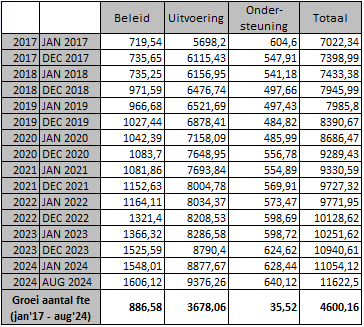 Beleid Uitvoering Onder-steuning Totaal
2017 JAN 2017 719,54 5698,2 604,6 7022,34
2017 DEC 2017 735,65 6115,43 547,91 7398,99
2018 JAN 2018 735,25 6156,95 541,18 7433,38
2018 DEC 2018 971,59 6476,74 497,66 7945,99
2019 JAN 2019 966,68 6521,69 497,43 7985,8
2019 DEC 2019 1027,44 6878,41 484,82 8390,67
2020 JAN 2020 1042,39 7158,09 485,99 8686,47
2020 DEC 2020 1083,7 7648,95 556,78 9289,43
2021 JAN 2021 1081,86 7693,84 554,89 9330,59
2021 DEC 2021 1152,63 8004,78 569,91 9727,32
2022 JAN 2022 1164,11 8034,37 573,47 9771,95
2022 DEC 2022 1321,4 8208,53 598,69 10128,62
2023 JAN 2023 1366,32 8286,58 598,72 10251,62
2023 DEC 2023 1525,59 8790,4 624,62 10940,61
2024 JAN 2024 1548,01 8877,67 628,44 11054,12
2024 AUG 2024 1606,12 9376,26 640,12 11622,5
Groei aantal fte
(jan'17 - aug'24) 886,58 3678,06 35,52 4600,16